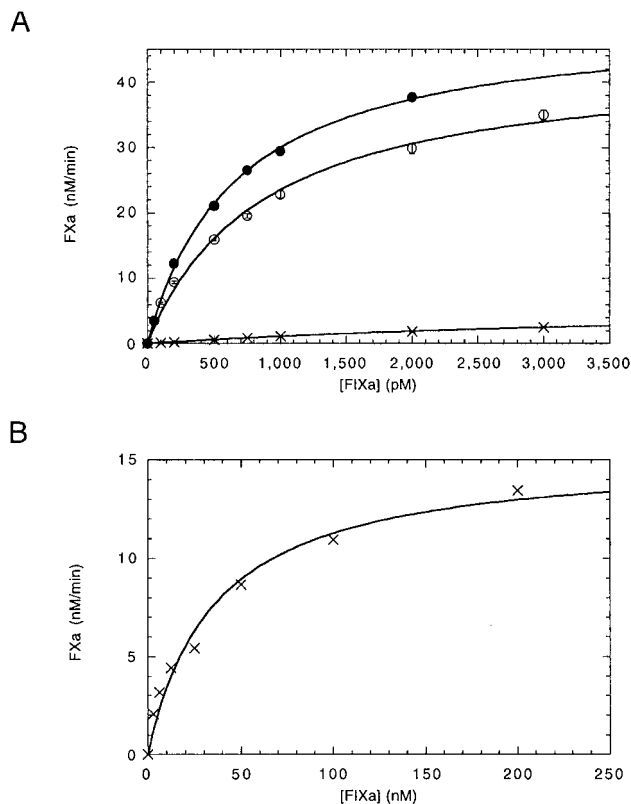 A
FXa (nM/min)
40
30
20
10
0
0 500 1,000 1,500 2,000 2,500 3,000 3,500
[FIXa] (pM)
B
FXa (nM/min)
15
10
5
0
0 50 100 150 200 250
[FIXa] (nM)